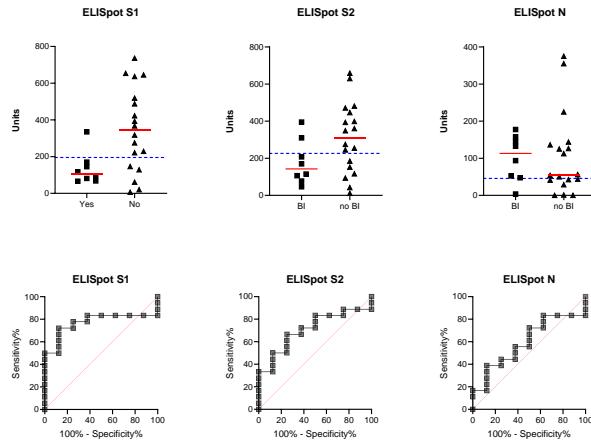 ELISpot S1
ELISpot S2
ELISpot N
Units
800
600
400
200
0
Yes
No
Units
800
600
400
200
0
BI
no BI
Units
400
300
200
100
0
BI
no BI
ELISpot S1
ELISpot S2
ELISpot N
Sensitivity%
100
80
60
40
20
0
0 20 40 60 80 100
100% - Specificity%
Sensitivity%
100
80
60
40
20
0
0 20 40 60 80 100
100% - Specificity%
Sensitivity%
100
80
60
40
20
0
0 20 40 60 80 100
100% - Specificity%